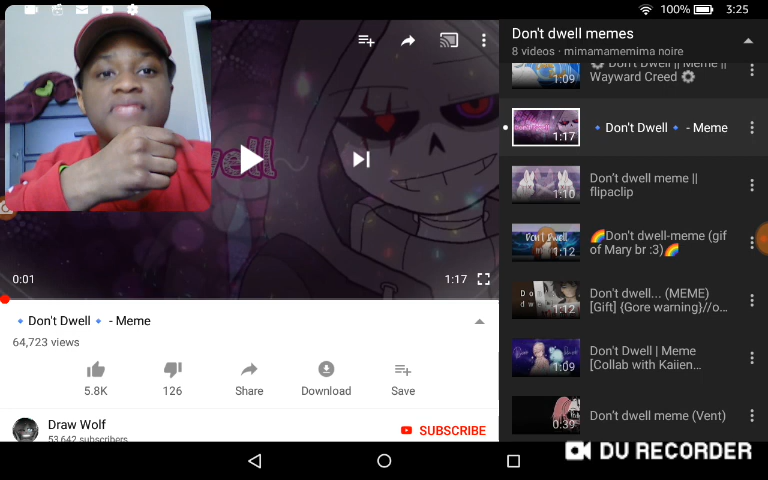 100% 3:25
Don't dwell memes
8 videos · mimamamemima noire
Don't Dwell || Meme ||
Wayward Creed
1:09
Don't Dwell - Meme
1:17
Don't dwell meme ||
flipaclip
1:10
Don't dwell-meme (gif
of Mary br :3)
1:12
Don't dwell... (MEME)
[Gift] {Gore warning}//o...
1:12
Don't Dwell | Meme
[Collab with Kaiien...
1:09
Don't dwell meme (Vent)
0:39
0:01
1:17
Don't Dwell - Meme
64,723 views
5.8K
126
Share
Download
Save
Draw Wolf
53,642 subscribers
SUBSCRIBE
DU RECORDER